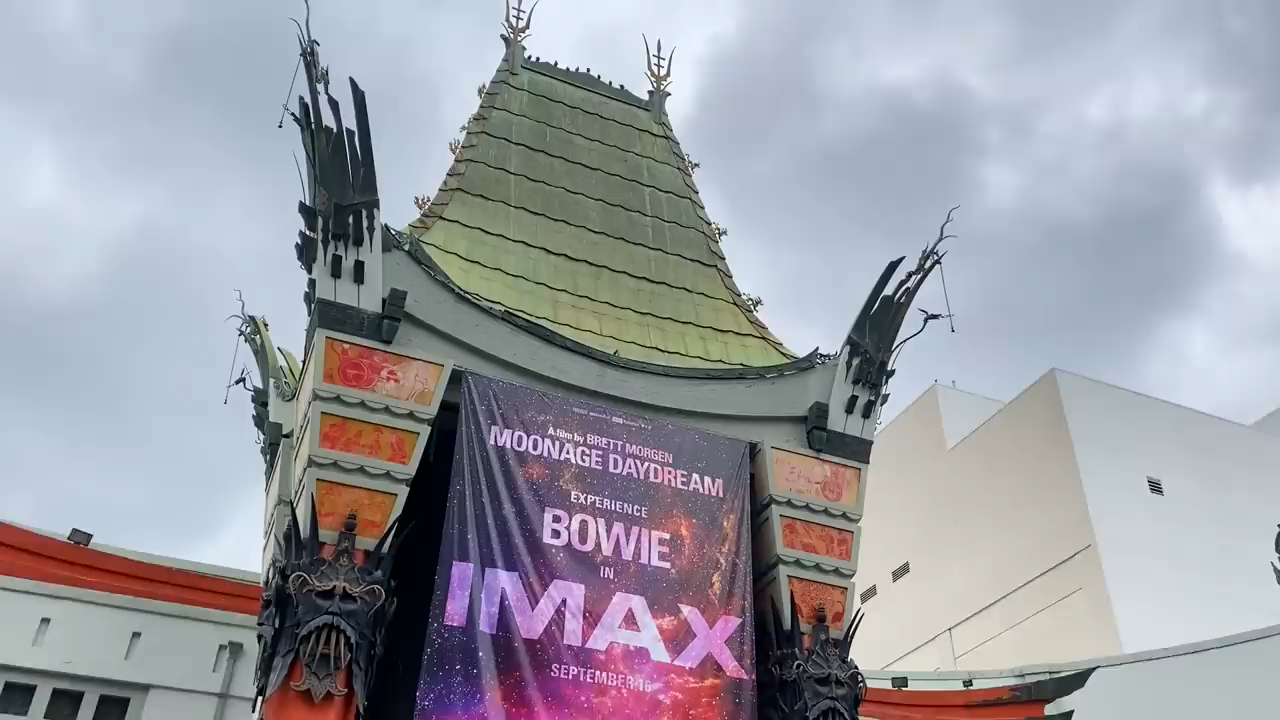 A film by BRETT MORGEN
MOONAGE DAYDREAM
EXPERIENCE
BOWIE
IN
IMAX
SEPTEMBER 16